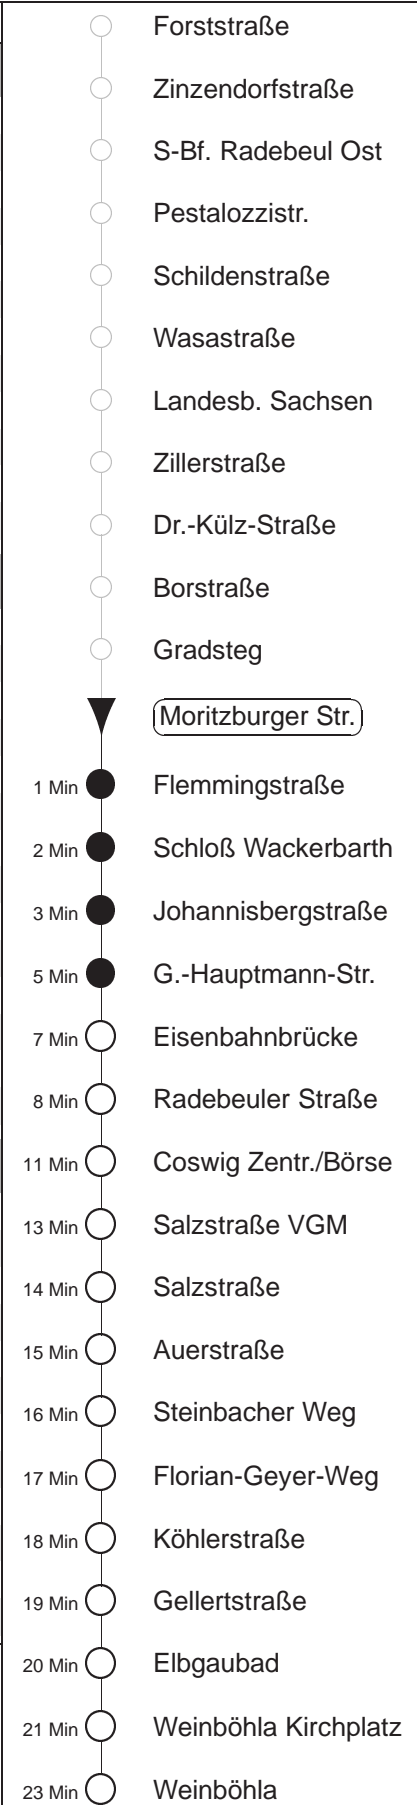 Forststraße
Zinzendorfstraße
S-Bf. Radebeul Ost
Pestalozzistr.
Schildenstraße
Wasastraße
Landesb. Sachsen
Zillerstraße
Dr.-Külz-Straße
Borstraße
Gradsteg
Moritzburger Str.
1 Min Flemmingstraße
2 Min Schloß Wackerbarth
3 Min Johannisbergstraße
5 Min G.-Hauptmann-Str.
7 Min Eisenbahnbrücke
8 Min Radebeuler Straße
11 Min Coswig Zentr./Börse
13 Min Salzstraße VGM
14 Min Salzstraße
15 Min Auerstraße
16 Min Steinbacher Weg
17 Min Florian-Geyer-Weg
18 Min Köhlerstraße
19 Min Gellertstraße
20 Min Elbgaubad
21 Min Weinböhla Kirchplatz
23 Min Weinböhla